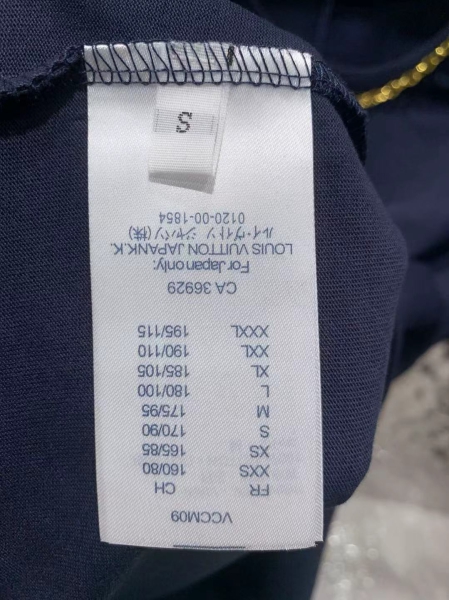 VCCM09
FR CH
XXS 160/80
XS 165/85
S 170/90
M 175/95
L 180/100
XL 185/105
XXL 190/110
XXXL 195/115
CA 36929
For Japan only:
LOUIS VUITTON JAPAN K.K.
ルイ・ヴィトン ジャパン(株)
0120-00-1854
S